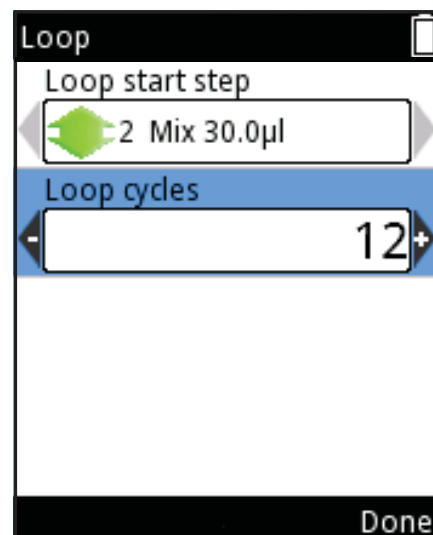 Loop
Loop start step
2 Mix 30.0µl
Loop cycles
- 12 +
Done